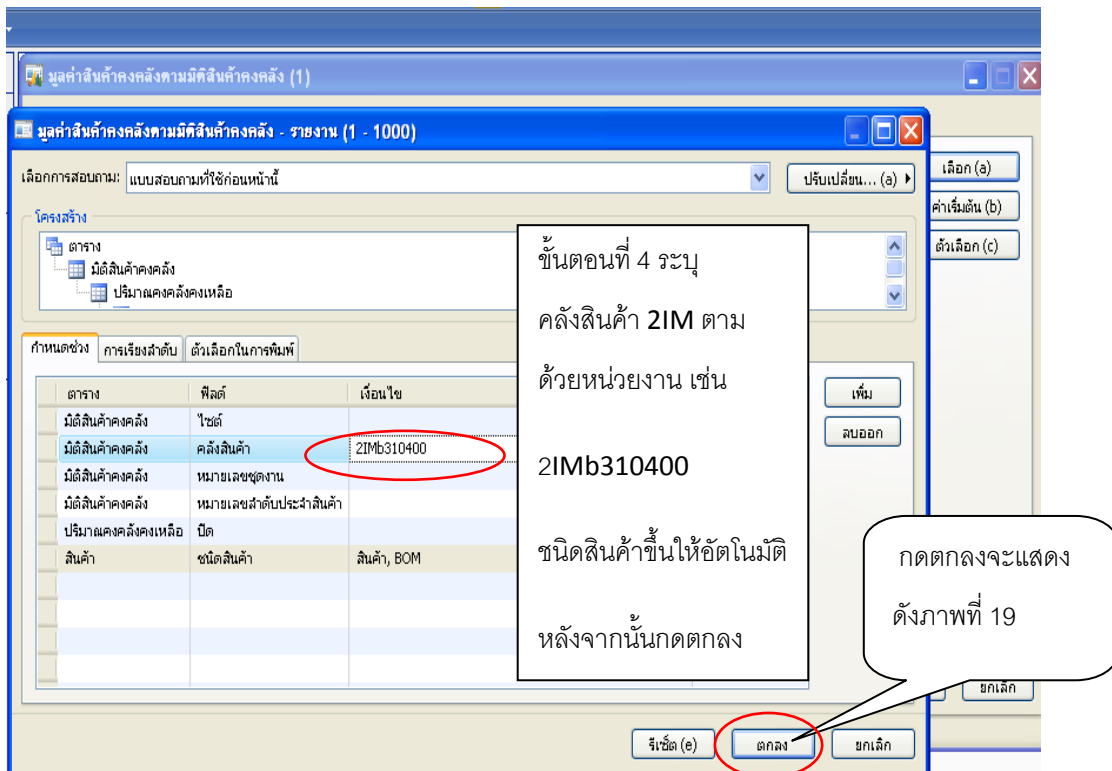 มูลค่าสินค้าคงคลังตามมิติสินค้าคงคลัง (1)
มูลค่าสินค้าคงคลังตามมิติสินค้าคงคลัง - รายงาน (1 - 1000)
เลือกการสอบถาม: แบบสอบถามที่ใช้ก่อนหน้านี้ ปรับเปลี่ยน... (a)
เลือก (a)
ค่าเริ่มต้น (b)
ตัวเลือก (c)
โครงสร้าง
ตาราง
มิติสินค้าคงคลัง
ปริมาณคงคลังคงเหลือ
กำหนดช่วง การเรียงลำดับ ตัวเลือกในการพิมพ์
ตาราง ฟิลด์ เงื่อนไข
มิติสินค้าคงคลัง ไซต์
มิติสินค้าคงคลัง คลังสินค้า 2IMb310400
มิติสินค้าคงคลัง หมายเลขชุดงาน
มิติสินค้าคงคลัง หมายเลขลำดับประจำสินค้า
ปริมาณคงคลังคงเหลือ ปิด
สินค้า ชนิดสินค้า สินค้า, BOM
เพิ่ม
ลบออก
ขั้นตอนที่ 4 ระบุ
คลังสินค้า 2IM ตาม
ด้วยหน่วยงาน เช่น
2IMb310400
ชนิดสินค้าขึ้นให้อัตโนมัติ
หลังจากนั้นกดตกลง
กดตกลงจะแสดง
ดังภาพที่ 19
ยกเลิก
รีเซ็ต (e) ตกลง ยกเลิก